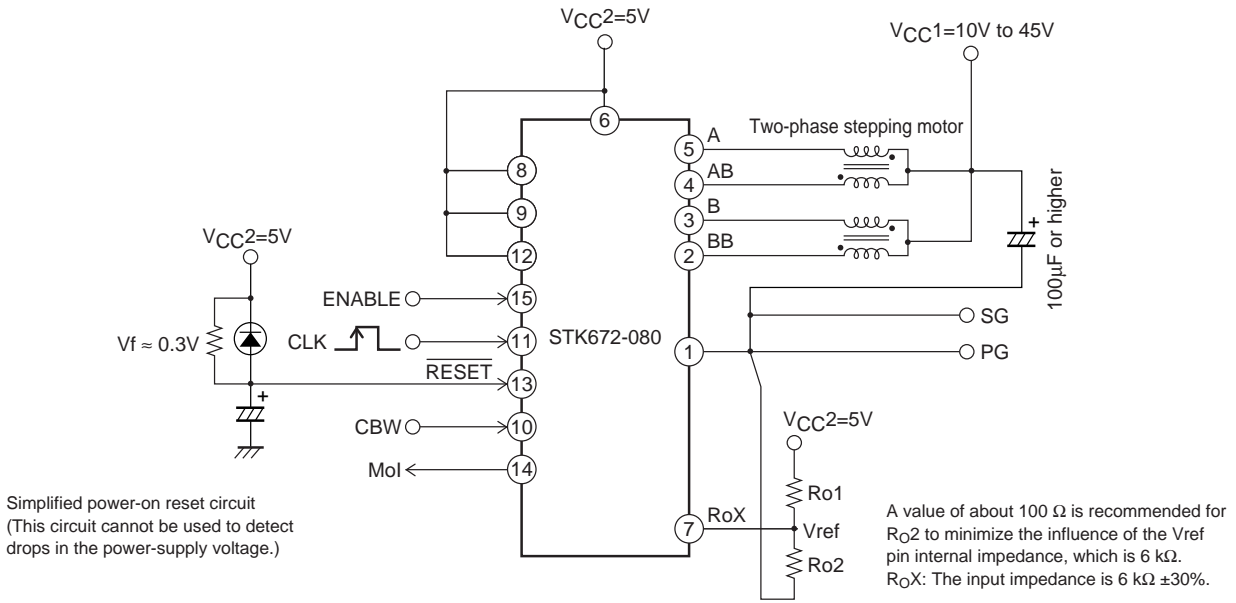 VCC2=5V
VCC1=10V to 45V
6
Two-phase stepping motor
5 A
8
4 AB
9
3 B
VCC2=5V
12
2 BB
100μF or higher
+
ENABLE
15
SG
Vf ≈ 0.3V
CLK
11
STK672-080
1
PG
RESET
13
+
VCC2=5V
CBW
10
MoI
14
Ro1
Simplified power-on reset circuit
(This circuit cannot be used to detect
drops in the power-supply voltage.)
7 RoX
Vref
Ro2
A value of about 100 Ω is recommended for
RO2 to minimize the influence of the Vref
pin internal impedance, which is 6 kΩ.
ROX: The input impedance is 6 kΩ ±30%.